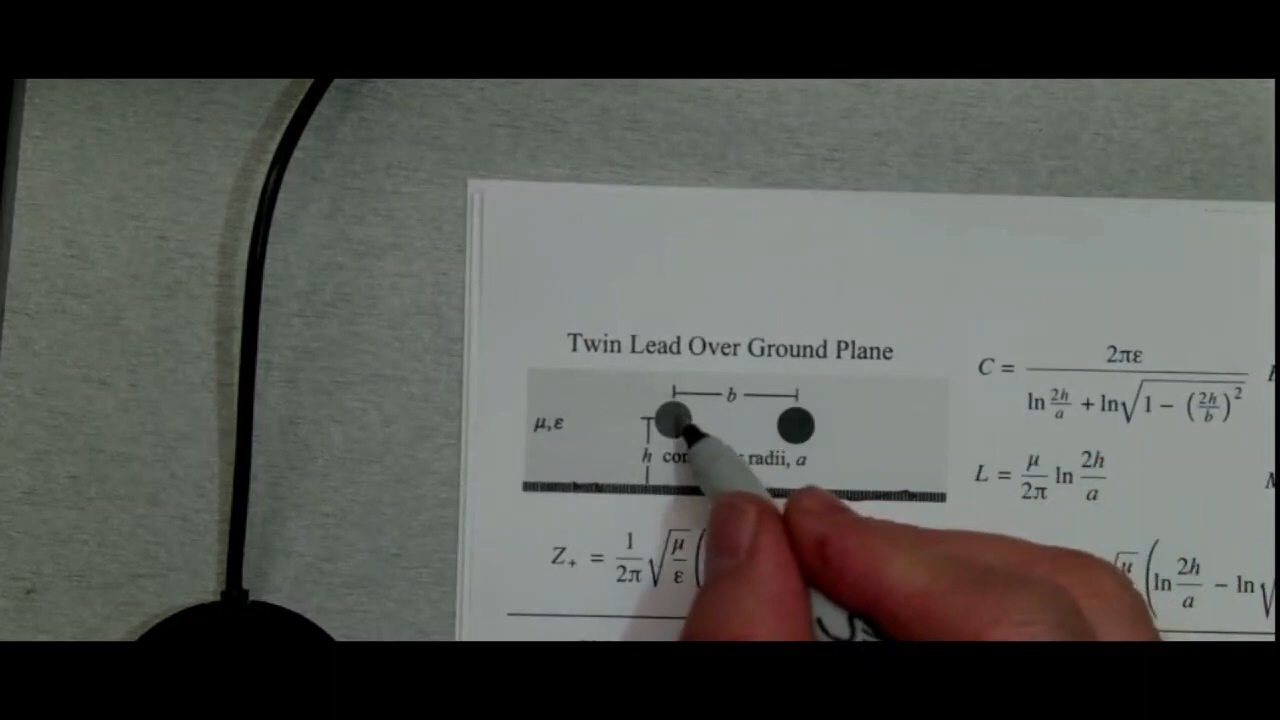 Twin Lead Over Ground Plane
b
μ,ε
h radii, a
C = 2πε / ln 2h/a + ln√1 − (2h/b)²
L = μ/2π ln 2h/a
Z₊ = 1/2π √μ/ε (
(ln 2h/a − ln√